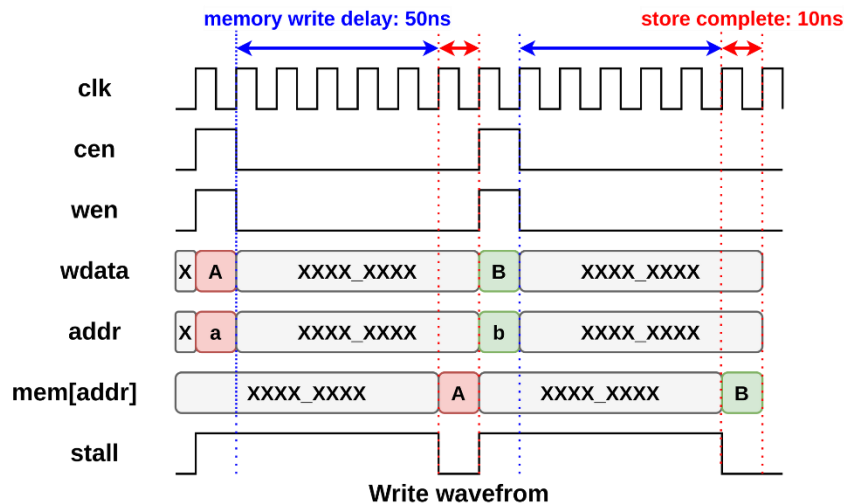 memory write delay: 50ns store complete: 10ns
clk
cen
wen
wdata X A XXXX_XXXX B XXXX_XXXX
addr X a XXXX_XXXX b XXXX_XXXX
mem[addr] XXXX_XXXX A XXXX_XXXX B
stall
Write wavefrom